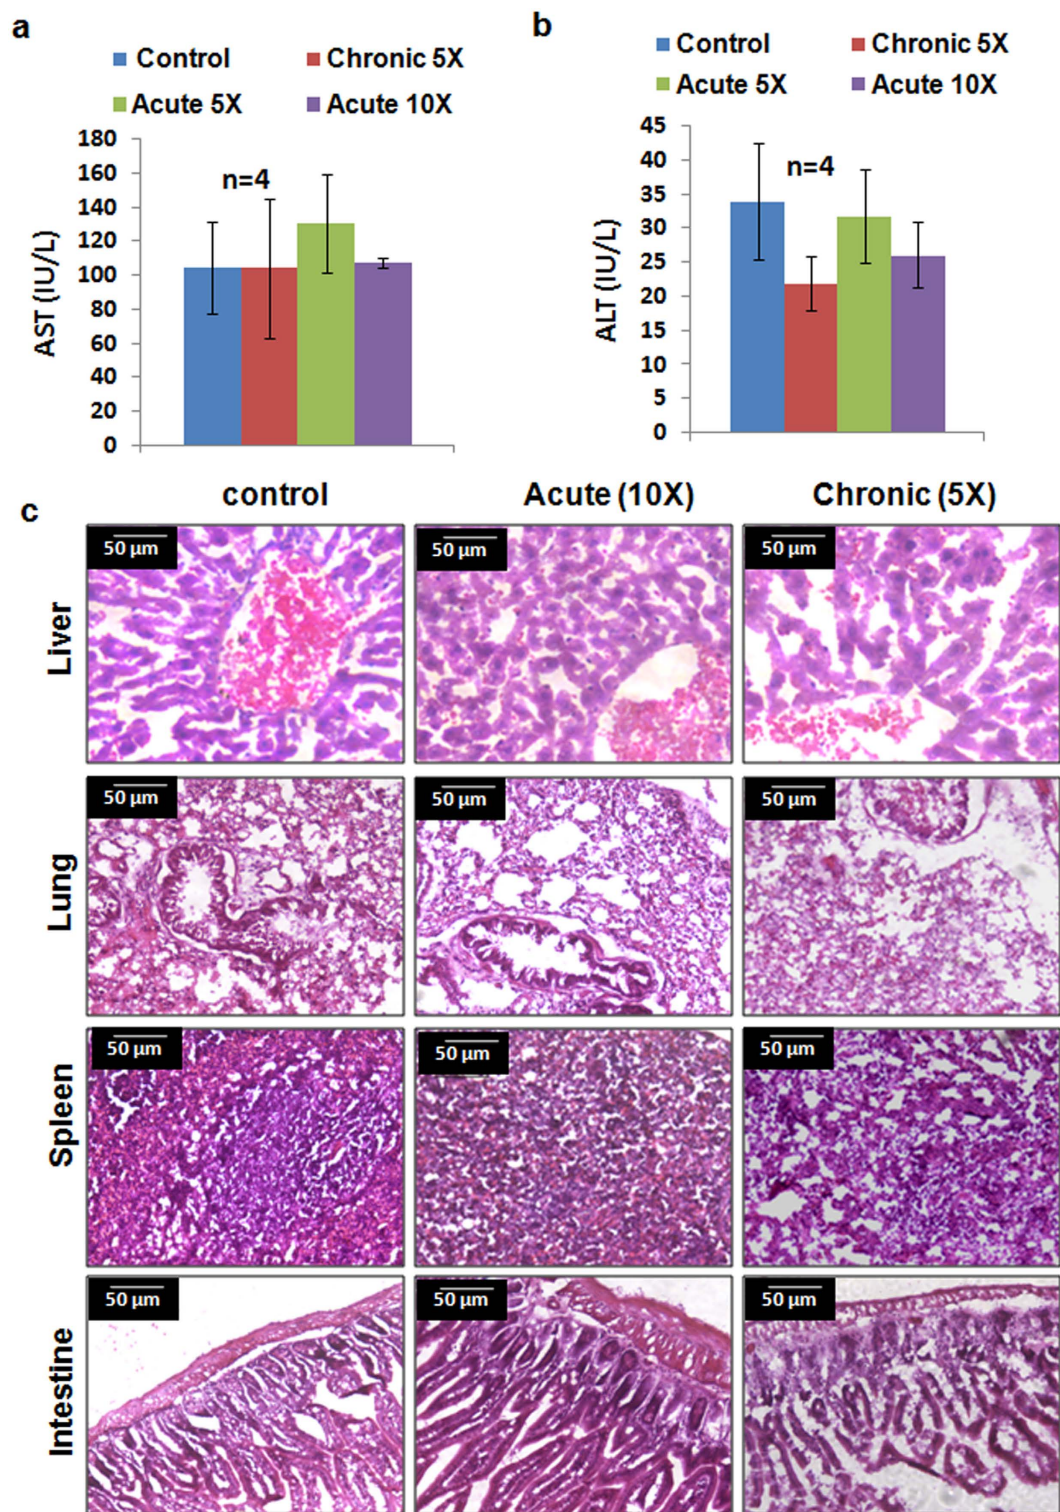 a
Control Chronic 5X
Acute 5X Acute 10X
180
160
140
120
100
80
60
40
20
0
AST (IU/L)
n=4
b
Control Chronic 5X
Acute 5X Acute 10X
45
40
35
30
25
20
15
10
5
0
ALT (IU/L)
n=4
c
control Acute (10X) Chronic (5X)
Liver
50 µm 50 µm 50 µm
Lung
50 µm 50 µm 50 µm
Spleen
50 µm 50 µm 50 µm
Intestine
50 µm 50 µm 50 µm